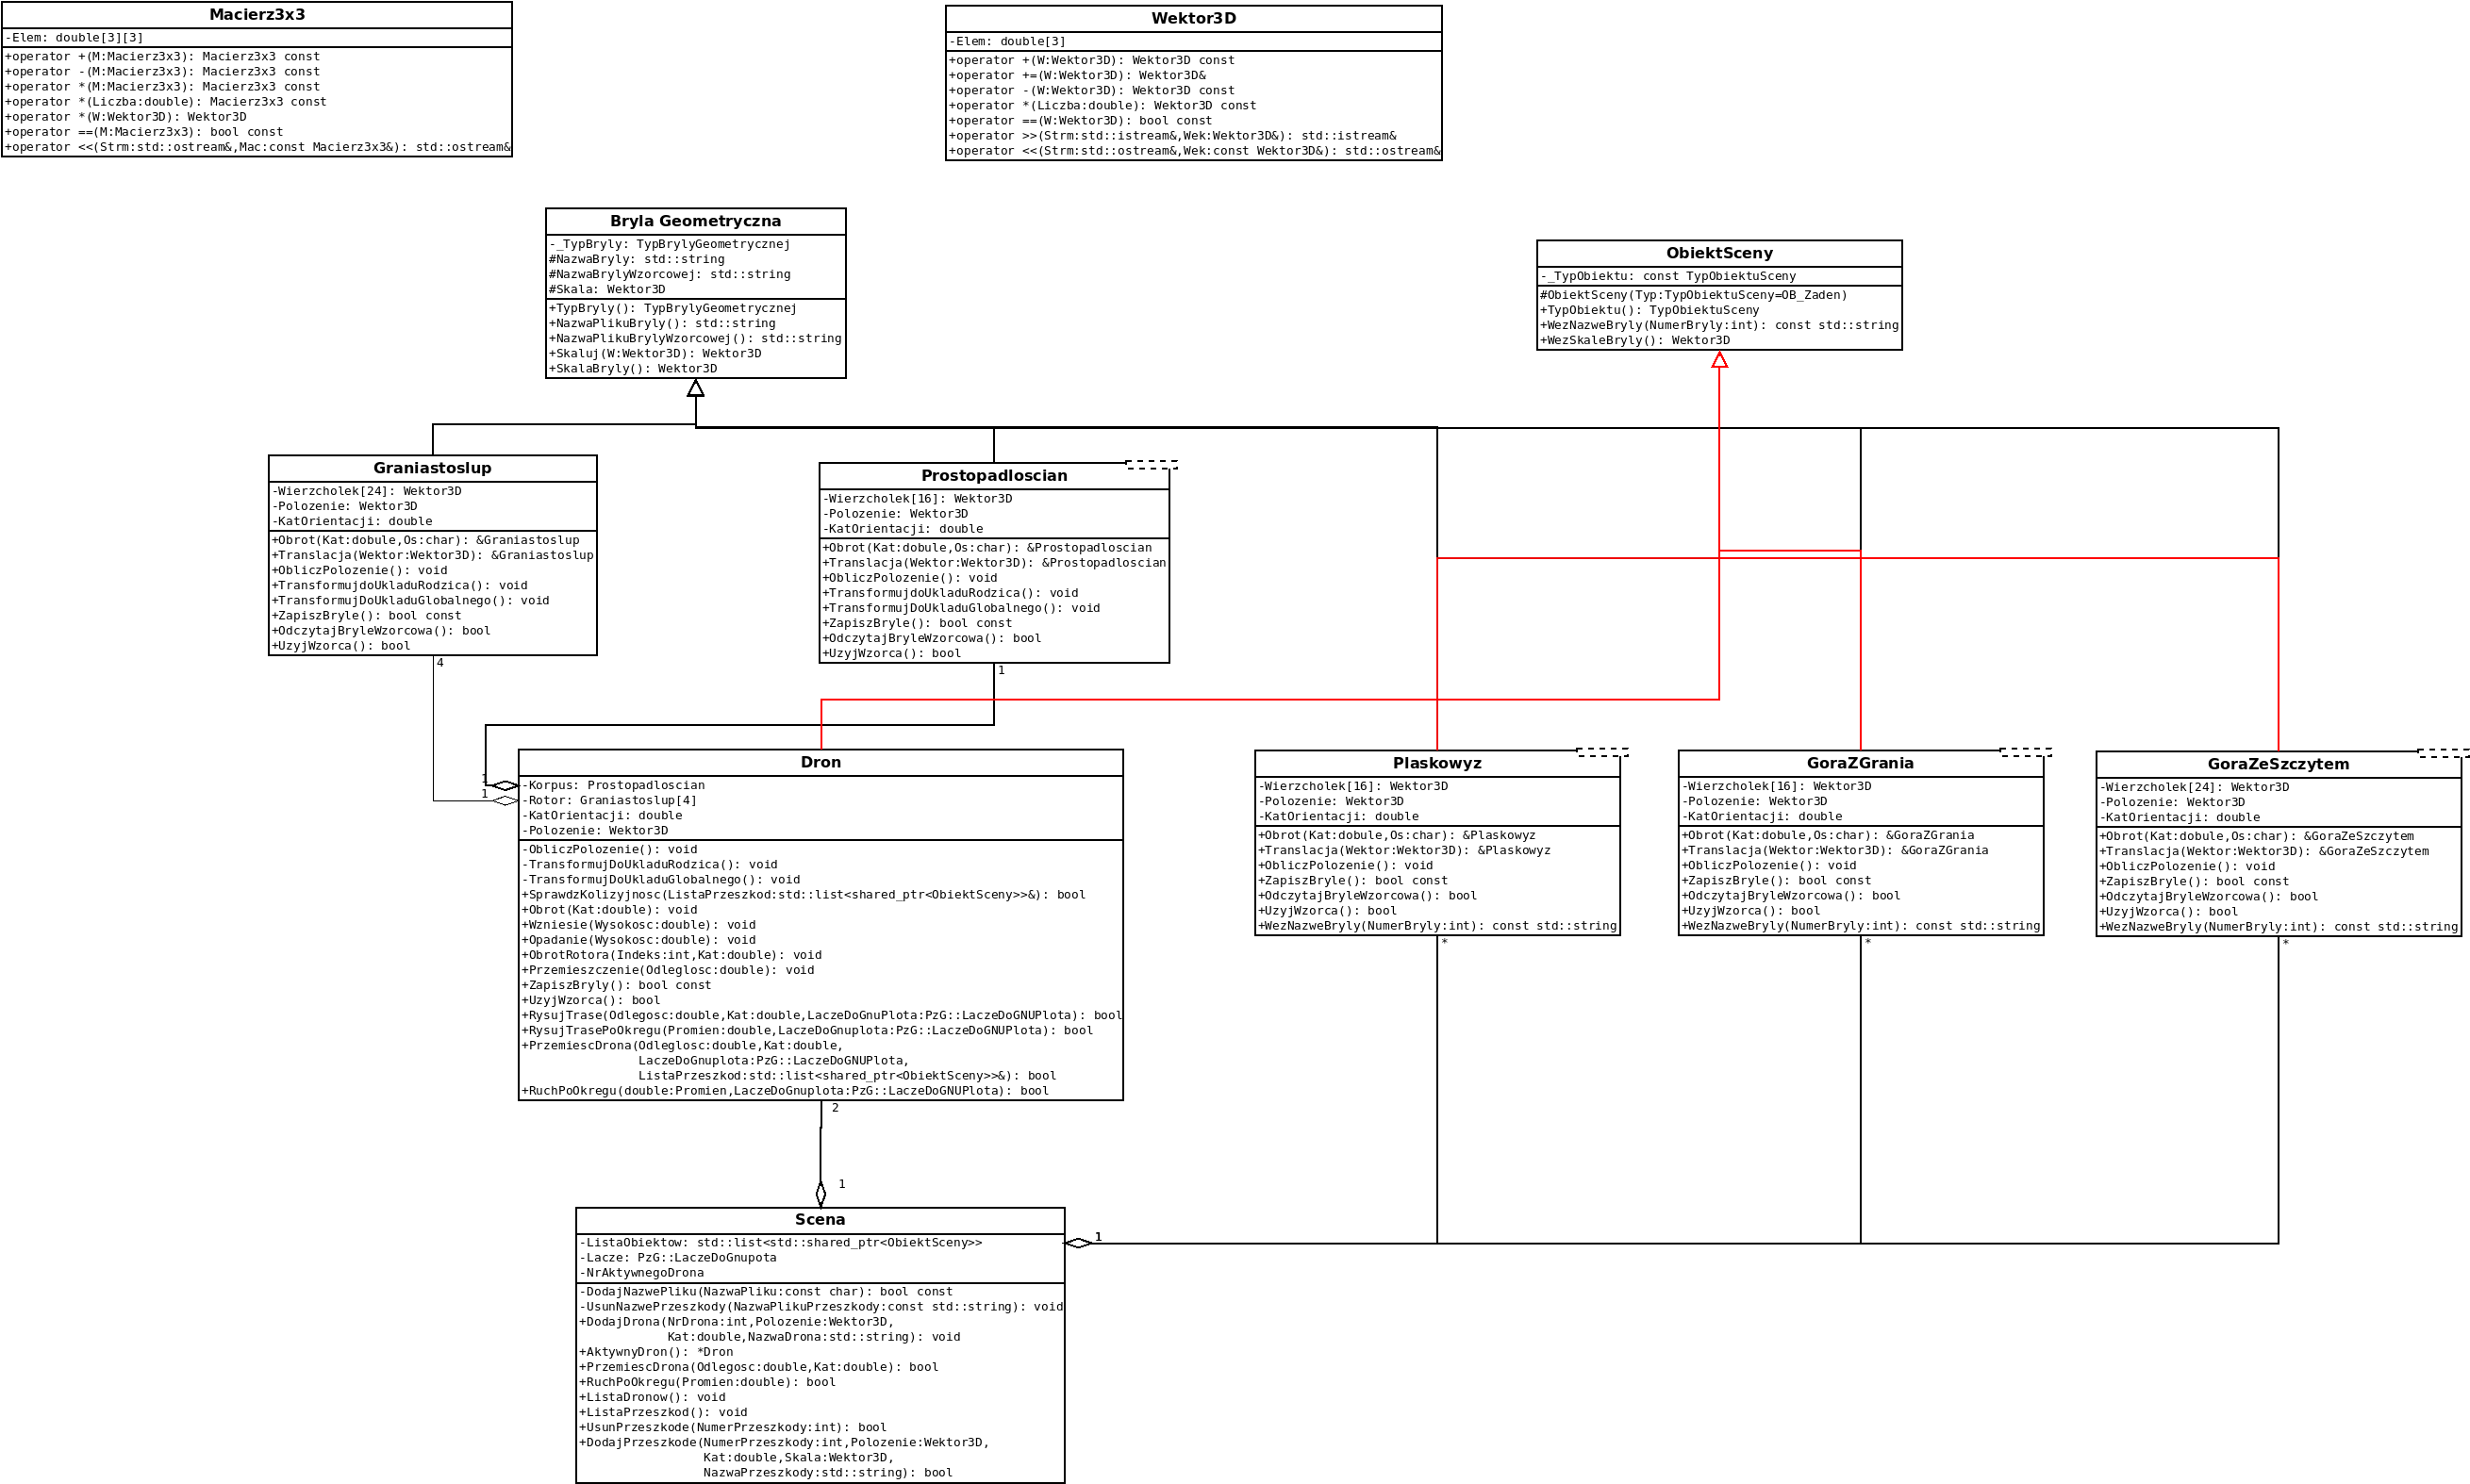 Macierz3x3
-Elem: double[3][3]
+operator +(M:Macierz3x3): Macierz3x3 const
+operator -(M:Macierz3x3): Macierz3x3 const
+operator *(M:Macierz3x3): Macierz3x3 const
+operator *(Liczba:double): Macierz3x3 const
+operator *(W:Wektor3D): Wektor3D
+operator ==(M:Macierz3x3): bool const
+operator <<(Strm:std::ostream&,Mac:const Macierz3x3&): std::ostream&
Wektor3D
-Elem: double[3]
+operator +(W:Wektor3D): Wektor3D const
+operator +=(W:Wektor3D): Wektor3D&
+operator -(W:Wektor3D): Wektor3D const
+operator *(Liczba:double): Wektor3D const
+operator ==(W:Wektor3D): bool const
+operator >>(Strm:std::istream&,Wek:Wektor3D&): std::istream&
+operator <<(Strm:std::ostream&,Wek:const Wektor3D&): std::ostream&
Bryla Geometryczna
-_TypBryly: TypBrylyGeometrycznej
#NazwaBryly: std::string
#NazwaBrylyWzorcowej: std::string
#Skala: Wektor3D
+TypBryly(): TypBrylyGeometrycznej
+NazwaPlikuBryly(): std::string
+NazwaPlikuBrylyWzorcowej(): std::string
+Skaluj(W:Wektor3D): Wektor3D
+SkalaBryly(): Wektor3D
ObiektSceny
-_TypObiektu: const TypObiektuSceny
#ObiektSceny(Typ:TypObiektuSceny=OB_Zaden)
+TypObiektu(): TypObiektuSceny
+WezNazweBryly(NumerBryly:int): const std::string
+WezSkaleBryly(): Wektor3D
Graniastoslup
-Wierzcholek[24]: Wektor3D
-Polozenie: Wektor3D
-KatOrientacji: double
+Obrot(Kat:dobule,Os:char): &Graniastoslup
+Translacja(Wektor:Wektor3D): &Graniastoslup
+ObliczPolozenie(): void
+TransformujdoUkladuRodzica(): void
+TransformujDoUkladuGlobalnego(): void
+ZapiszBryle(): bool const
+OdczytajBryleWzorcowa(): bool
+UzyjWzorca(): bool
4
Prostopadloscian
-Wierzcholek[16]: Wektor3D
-Polozenie: Wektor3D
-KatOrientacji: double
+Obrot(Kat:dobule,Os:char): &Prostopadloscian
+Translacja(Wektor:Wektor3D): &Prostopadloscian
+ObliczPolozenie(): void
+TransformujdoUkladuRodzica(): void
+TransformujDoUkladuGlobalnego(): void
+ZapiszBryle(): bool const
+OdczytajBryleWzorcowa(): bool
+UzyjWzorca(): bool
1
1
1
Dron
-Korpus: Prostopadloscian
-Rotor: Graniastoslup[4]
-KatOrientacji: double
-Polozenie: Wektor3D
-ObliczPolozenie(): void
-TransformujDoUkladuRodzica(): void
-TransformujDoUkladuGlobalnego(): void
+SprawdzKolizyjnosc(ListaPrzeszkod:std::list<shared_ptr<ObiektSceny>>&): bool
+Obrot(Kat:double): void
+Wzniesie(Wysokosc:double): void
+Opadanie(Wysokosc:double): void
+ObrotRotora(Indeks:int,Kat:double): void
+Przemieszczenie(Odleglosc:double): void
+ZapiszBryly(): bool const
+UzyjWzorca(): bool
+RysujTrase(Odlegosc:double,Kat:double,LaczeDoGnuPlota:PzG::LaczeDoGNUPlota): bool
+RysujTrasePoOkregu(Promien:double,LaczeDoGnuplota:PzG::LaczeDoGNUPlota): bool
+PrzemiescDrona(Odleglosc:double,Kat:double,
LaczeDoGnuplota:PzG::LaczeDoGNUPlota,
ListaPrzeszkod:std::list<shared_ptr<ObiektSceny>>&): bool
+RuchPoOkregu(double:Promien,LaczeDoGnuplota:PzG::LaczeDoGNUPlota): bool
2
Plaskowyz
-Wierzcholek[16]: Wektor3D
-Polozenie: Wektor3D
-KatOrientacji: double
+Obrot(Kat:dobule,Os:char): &Plaskowyz
+Translacja(Wektor:Wektor3D): &Plaskowyz
+ObliczPolozenie(): void
+ZapiszBryle(): bool const
+OdczytajBryleWzorcowa(): bool
+UzyjWzorca(): bool
+WezNazweBryly(NumerBryly:int): const std::string
*
GoraZGrania
-Wierzcholek[16]: Wektor3D
-Polozenie: Wektor3D
-KatOrientacji: double
+Obrot(Kat:dobule,Os:char): &GoraZGrania
+Translacja(Wektor:Wektor3D): &GoraZGrania
+ObliczPolozenie(): void
+ZapiszBryle(): bool const
+OdczytajBryleWzorcowa(): bool
+UzyjWzorca(): bool
+WezNazweBryly(NumerBryly:int): const std::string
*
GoraZeSzczytem
-Wierzcholek[24]: Wektor3D
-Polozenie: Wektor3D
-KatOrientacji: double
+Obrot(Kat:dobule,Os:char): &GoraZeSzczytem
+Translacja(Wektor:Wektor3D): &GoraZeSzczytem
+ObliczPolozenie(): void
+ZapiszBryle(): bool const
+OdczytajBryleWzorcowa(): bool
+UzyjWzorca(): bool
+WezNazweBryly(NumerBryly:int): const std::string
*
1
Scena
-ListaObiektow: std::list<std::shared_ptr<ObiektSceny>>
-Lacze: PzG::LaczeDoGnupota
-NrAktywnegoDrona
-DodajNazwePliku(NazwaPliku:const char): bool const
-UsunNazwePrzeszkody(NazwaPlikuPrzeszkody:const std::string): void
+DodajDrona(NrDrona:int,Polozenie:Wektor3D,
Kat:double,NazwaDrona:std::string): void
+AktywnyDron(): *Dron
+PrzemiescDrona(Odlegosc:double,Kat:double): bool
+RuchPoOkregu(Promien:double): bool
+ListaDronow(): void
+ListaPrzeszkod(): void
+UsunPrzeszkode(NumerPrzeszkody:int): bool
+DodajPrzeszkode(NumerPrzeszkody:int,Polozenie:Wektor3D,
Kat:double,Skala:Wektor3D,
NazwaPrzeszkody:std::string): bool
1